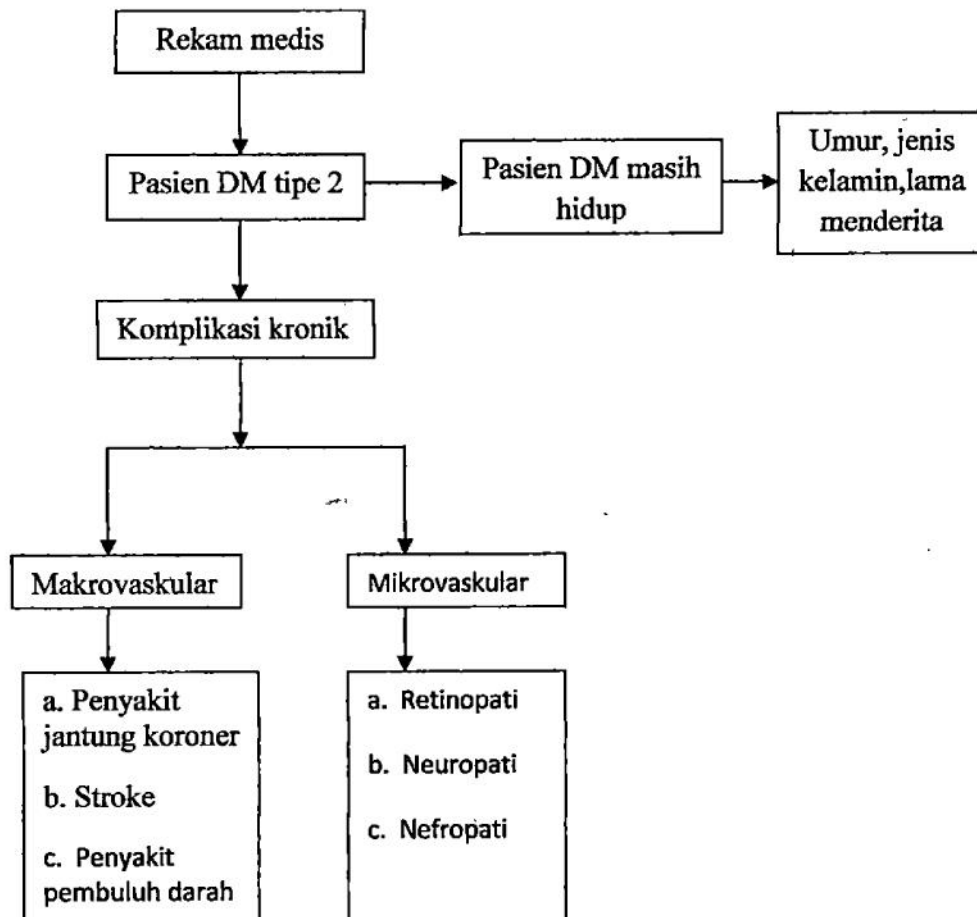 Rekam medis
Pasien DM tipe 2
Pasien DM masih
hidup
Umur, jenis
kelamin,lama
menderita
Komplikasi kronik
Makrovaskular
Mikrovaskular
a. Penyakit
jantung koroner
b. Stroke
c. Penyakit
pembuluh darah
a. Retinopati
b. Neuropati
c. Nefropati